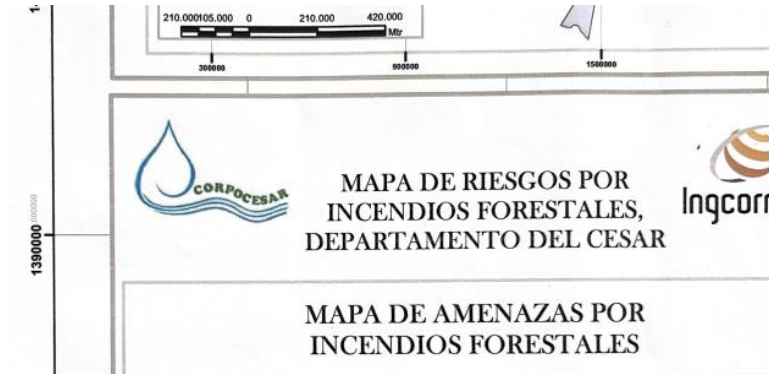 210.000105.000 0 210.000 420.000
Mtr
300000 900000 1500000
CORPOCESAR
MAPA DE RIESGOS POR
INCENDIOS FORESTALES,
DEPARTAMENTO DEL CESAR
1390000
MAPA DE AMENAZAS POR
INCENDIOS FORESTALES